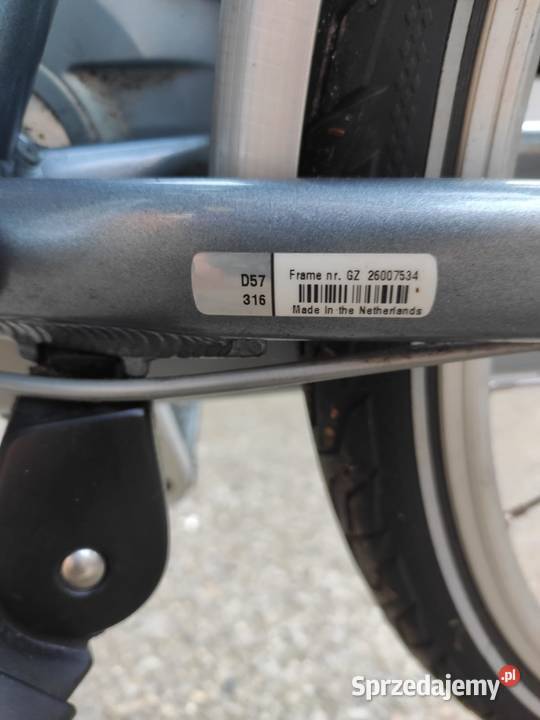 D57
316
Frame nr. GZ 26007534
Made in the Netherlands
Sprzedajemy.pl